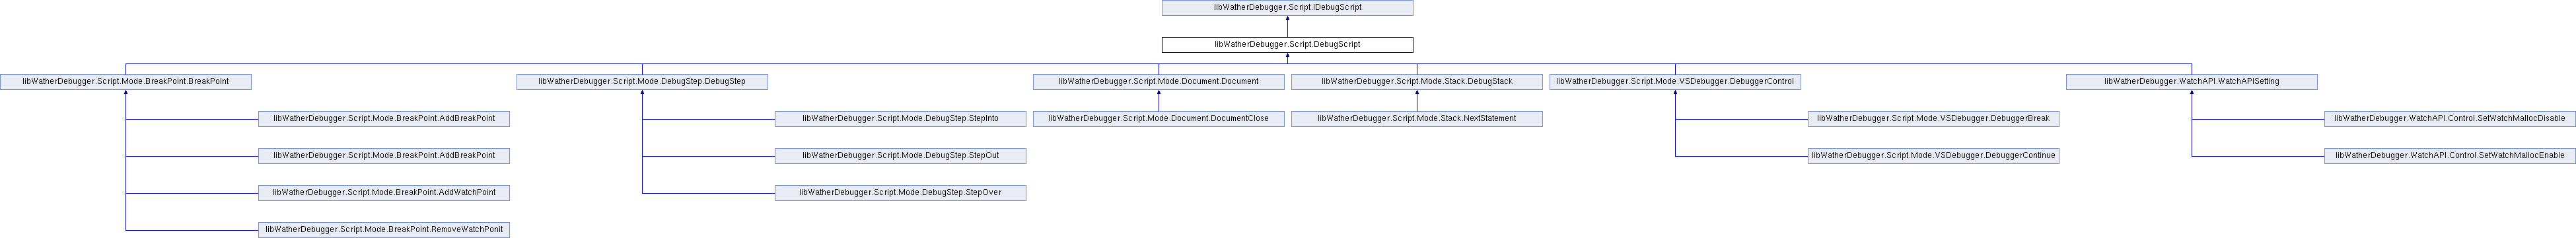 libWatherDebugger.Script.IDebugScript
libWatherDebugger.Script.DebugScript
libWatherDebugger.Script.Mode.BreakPoint.BreakPoint
libWatherDebugger.Script.Mode.DebugStep.DebugStep
libWatherDebugger.Script.Mode.Document.Document
libWatherDebugger.Script.Mode.Stack.DebugStack
libWatherDebugger.Script.Mode.VSDebugger.DebuggerControl
libWatherDebugger.WatchAPI.WatchAPISetting
libWatherDebugger.Script.Mode.BreakPoint.AddBreakPoint
libWatherDebugger.Script.Mode.DebugStep.StepInto
libWatherDebugger.Script.Mode.Document.DocumentClose
libWatherDebugger.Script.Mode.Stack.NextStatement
libWatherDebugger.Script.Mode.VSDebugger.DebuggerBreak
libWatherDebugger.WatchAPI.Control.SetWatchMallocDisable
libWatherDebugger.Script.Mode.BreakPoint.AddBreakPoint
libWatherDebugger.Script.Mode.DebugStep.StepOut
libWatherDebugger.Script.Mode.VSDebugger.DebuggerContinue
libWatherDebugger.WatchAPI.Control.SetWatchMallocEnable
libWatherDebugger.Script.Mode.BreakPoint.AddWatchPoint
libWatherDebugger.Script.Mode.DebugStep.StepOver
libWatherDebugger.Script.Mode.BreakPoint.RemoveWatchPonit